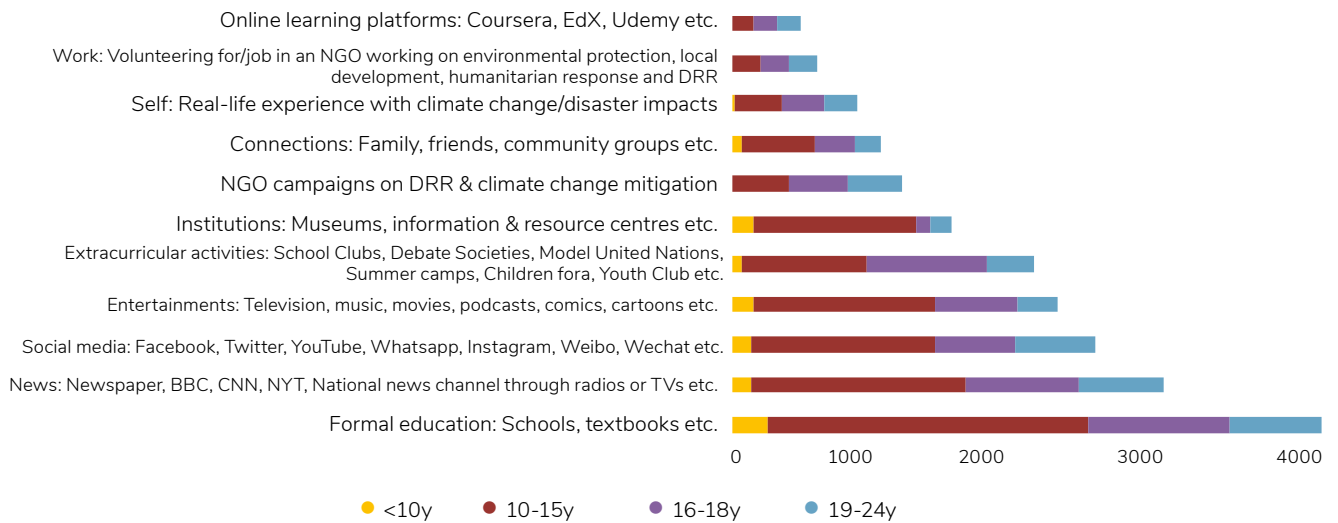 Online learning platforms: Coursera, EdX, Udemy etc.
Work: Volunteering for/job in an NGO working on environmental protection, local
development, humanitarian response and DRR
Self: Real-life experience with climate change/disaster impacts
Connections: Family, friends, community groups etc.
NGO campaigns on DRR & climate change mitigation
Institutions: Museums, information & resource centres etc.
Extracurricular activities: School Clubs, Debate Societies, Model United Nations,
Summer camps, Children fora, Youth Club etc.
Entertainments: Television, music, movies, podcasts, comics, cartoons etc.
Social media: Facebook, Twitter, YouTube, Whatsapp, Instagram, Weibo, Wechat etc.
News: Newspaper, BBC, CNN, NYT, National news channel through radios or TVs etc.
Formal education: Schools, textbooks etc.
0 1000 2000 3000 4000
<10y 10-15y 16-18y 19-24y